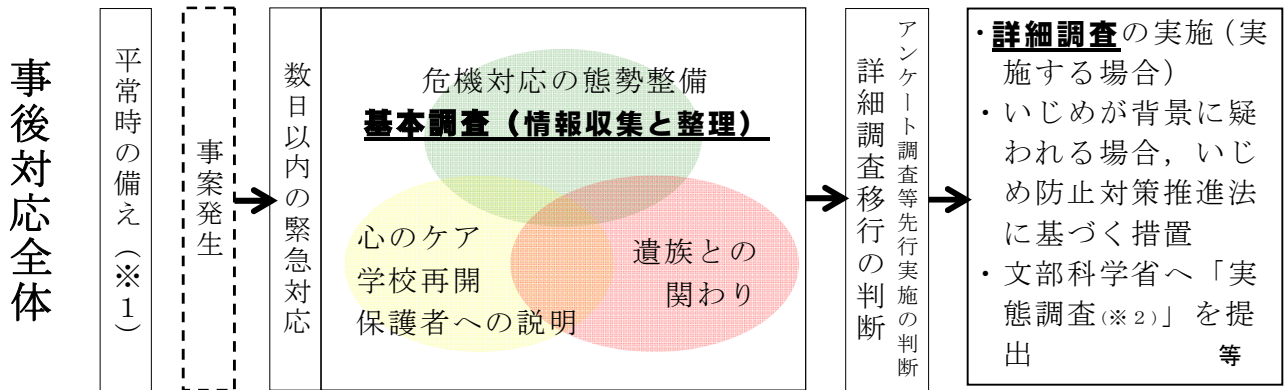 事後対応全体
平常時の備え（※1）
事案発生
数日以内の緊急対応
危機対応の態勢整備
基本調査（情報収集と整理）
心のケア
学校再開
保護者への説明
遺族との
関わり
詳細調査移行の判断
アンケート調査等先行実施の判断
・詳細調査の実施（実
施する場合）
・いじめが背景に疑
われる場合，いじ
め防止対策推進法
に基づく措置
・文部科学省へ「実
態調査(※2)」を提
出 等